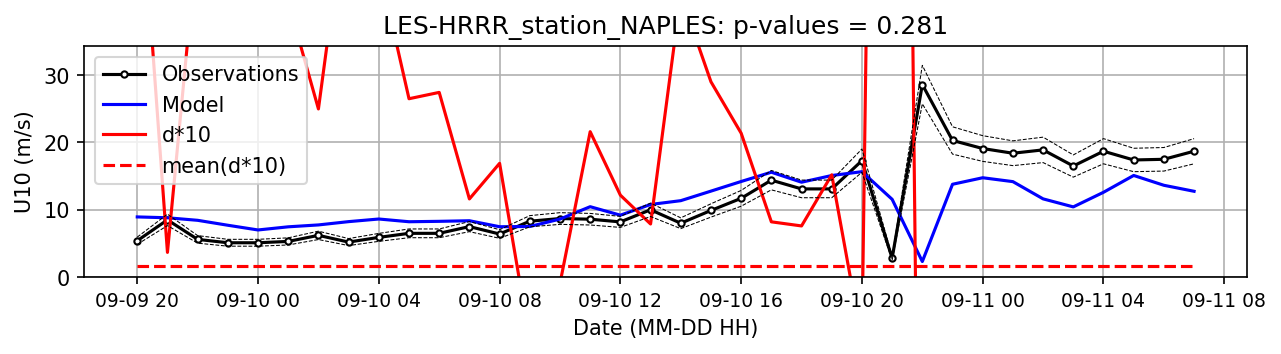 LES-HRRR_station_NAPLES: p-values = 0.281
U10 (m/s)
30
20
10
0
Observations
Model
d*10
mean(d*10)
09-09 20 09-10 00 09-10 04 09-10 08 09-10 12 09-10 16 09-10 20 09-11 00 09-11 04 09-11 08
Date (MM-DD HH)